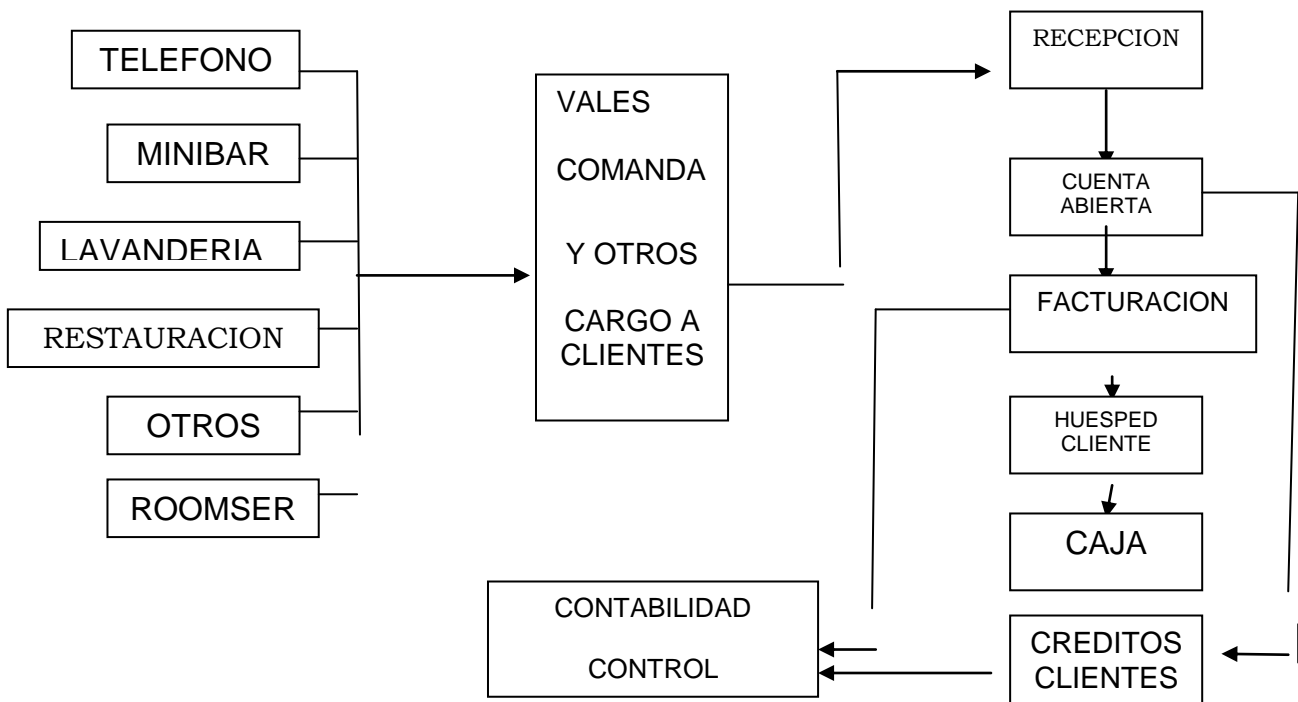 TELEFONO
MINIBAR
LAVANDERIA
RESTAURACION
OTROS
ROOMSER
VALES
COMANDA
Y OTROS
CARGO A
CLIENTES
RECEPCION
CUENTA
ABIERTA
FACTURACION
HUESPED
CLIENTE
CAJA
CREDITOS
CLIENTES
CONTABILIDAD
CONTROL